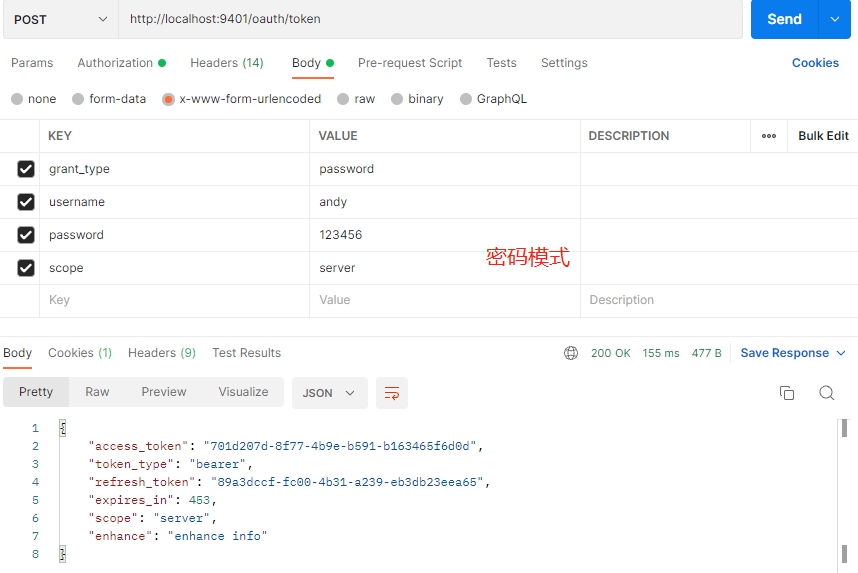 POST http://localhost:9401/oauth/token Send
Params Authorization Headers (14) Body Pre-request Script Tests Settings Cookies
none form-data x-www-form-urlencoded raw binary GraphQL
KEY VALUE DESCRIPTION ooo Bulk Edit
grant_type password
username andy
password 123456
密码模式
scope server
Key Value Description
Body Cookies (1) Headers (9) Test Results 200 OK 155 ms 477 B Save Response
Pretty Raw Preview Visualize JSON
1 {
2 "access_token": "701d207d-8f77-4b9e-b591-b163465f6d0d",
3 "token_type": "bearer",
4 "refresh_token": "89a3dccf-fc00-4b31-a239-eb3db23eea65",
5 "expires_in": 453,
6 "scope": "server",
7 "enhance": "enhance info"
8 }